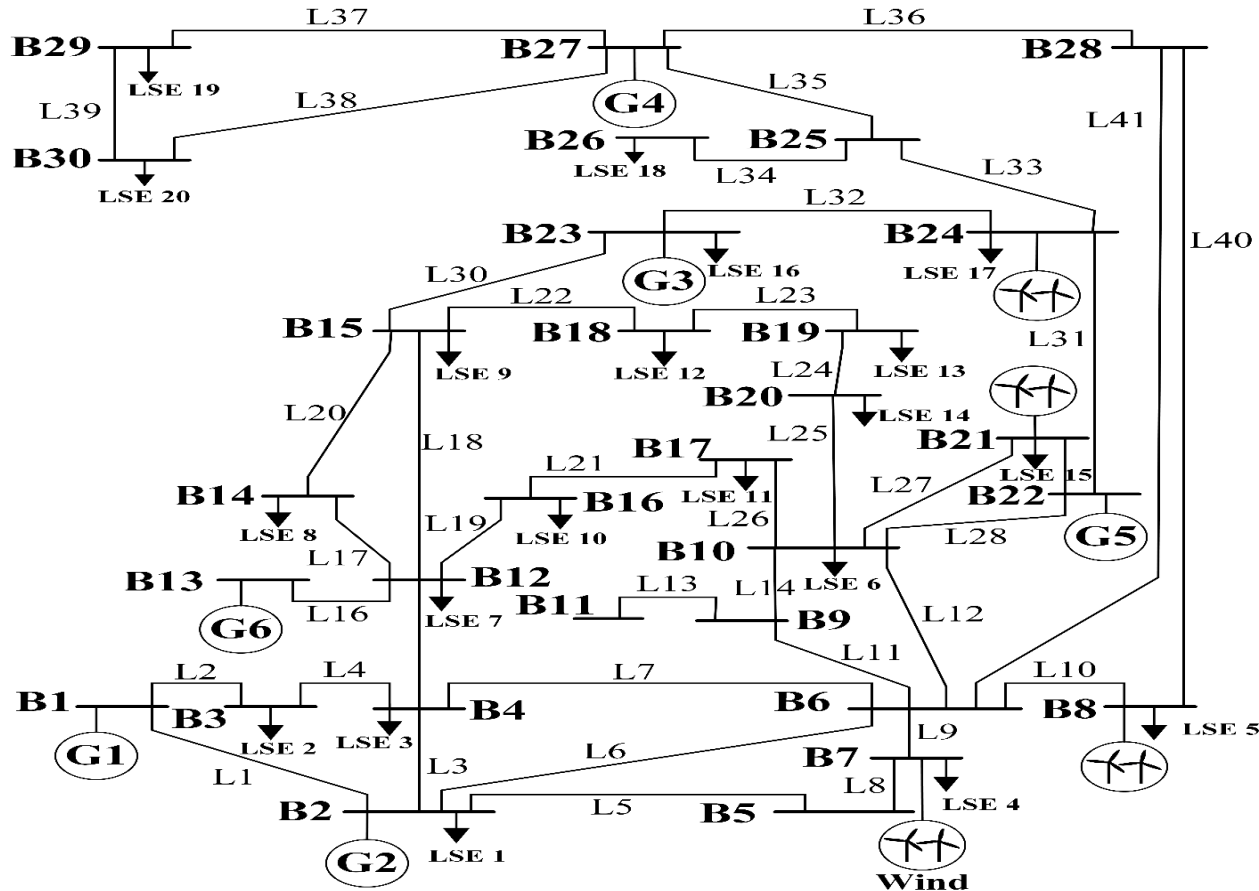 L37
L36
B29
B27
B28
LSE 19
L38
G4
L35
L39
L41
B26
B25
B30
LSE 18
L34
L33
LSE 20
L32
B23
B24
L40
L30
G3
LSE 16
LSE 17
L22
L23
B15
B18
B19
L31
LSE 9
LSE 12
L24
LSE 13
B20
L20
LSE 14
L18
L25
B21
B17
L21
LSE 15
L27
B14
B16
LSE 11
B22
L19
L26
LSE 8
LSE 10
L28
G5
B10
L17
B13
B12
L13
L14
LSE 6
L16
B11
L12
G6
LSE 7
B9
L11
L2
L4
L7
L10
B1
B3
B4
B6
B8
G1
LSE 2
LSE 3
L9
LSE 5
L6
B7
L1
L3
L8
B2
L5
B5
LSE 4
G2
LSE 1
Wind